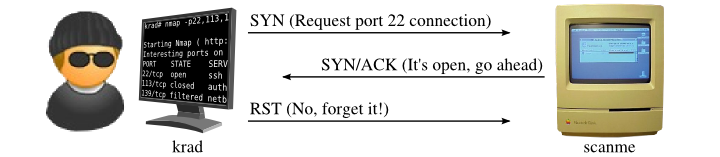 SYN (Request port 22 connection)
krad# nmap -p22,113,1
Starting Nmap ( http:
Interesting ports on
PORT STATE SERV
22/tcp open ssh
113/tcp closed auth
139/tcp filtered netb
SYN/ACK (It's open, go ahead)
RST (No, forget it!)
krad
scanme